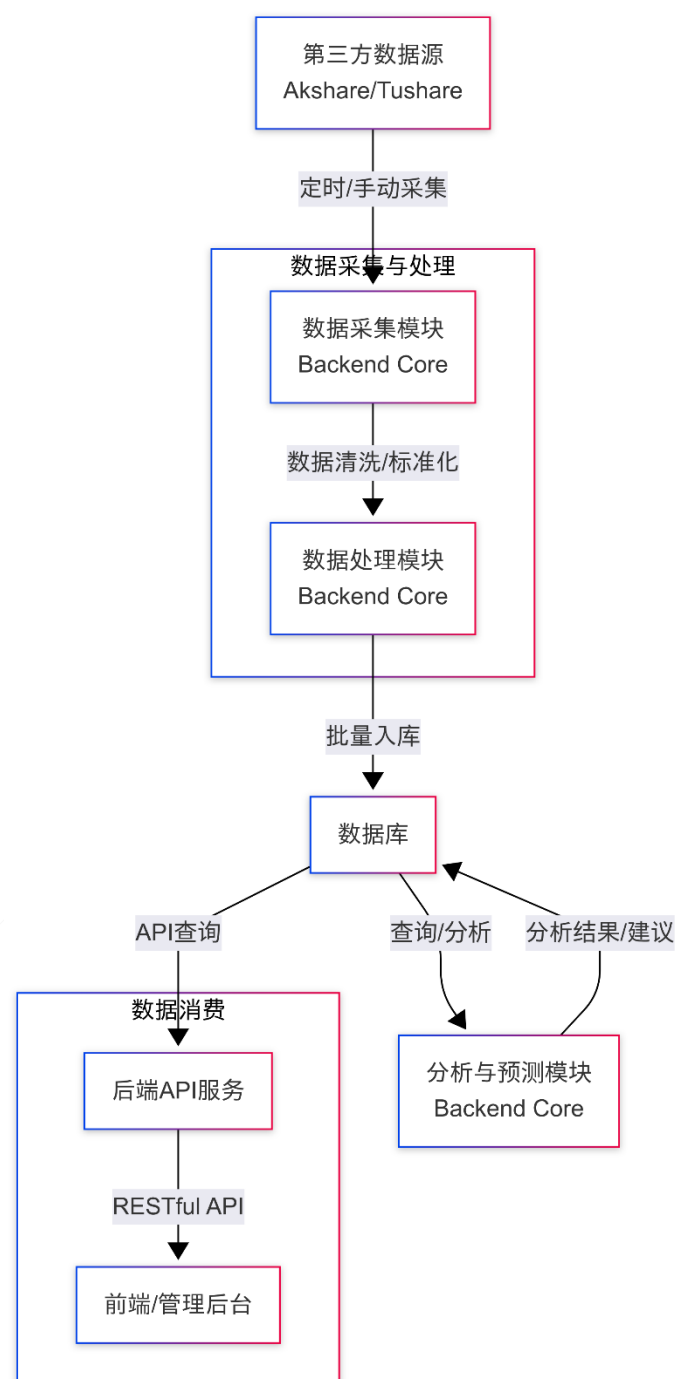 第三方数据源
Akshare/Tushare
定时/手动采集
数据采集与处理
数据采集模块
Backend Core
数据清洗/标准化
数据处理模块
Backend Core
批量入库
数据库
API查询
查询/分析
分析结果/建议
数据消费
后端API服务
分析与预测模块
Backend Core
RESTful API
前端/管理后台